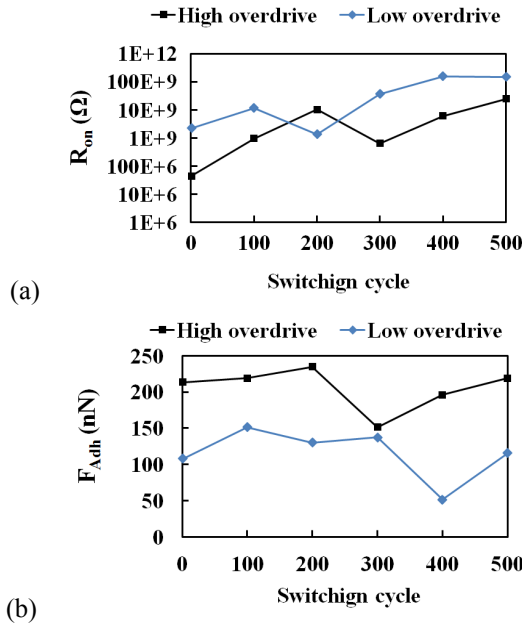 High overdrive Low overdrive
1E+12
100E+9
10E+9
1E+9
100E+6
10E+6
1E+6
R_on (Ω)
0 100 200 300 400 500
Switchign cycle
(a)
High overdrive Low overdrive
250
200
150
100
50
0
F_Adh (nN)
0 100 200 300 400 500
Switchign cycle
(b)